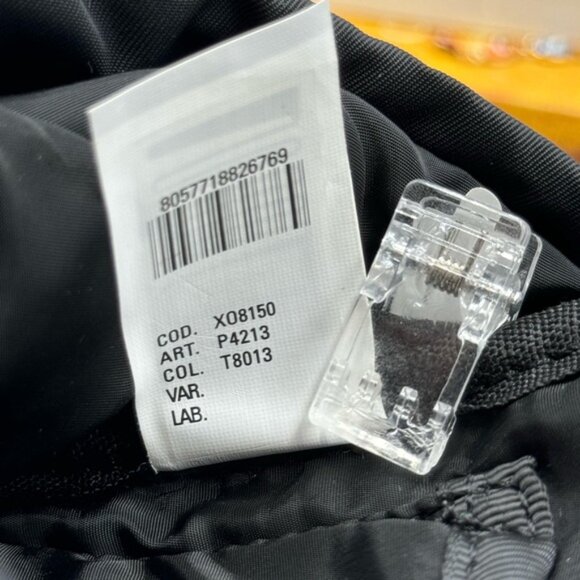 8057718826769
COD. XO8150
ART. P4213
COL. T8013
VAR.
LAB.